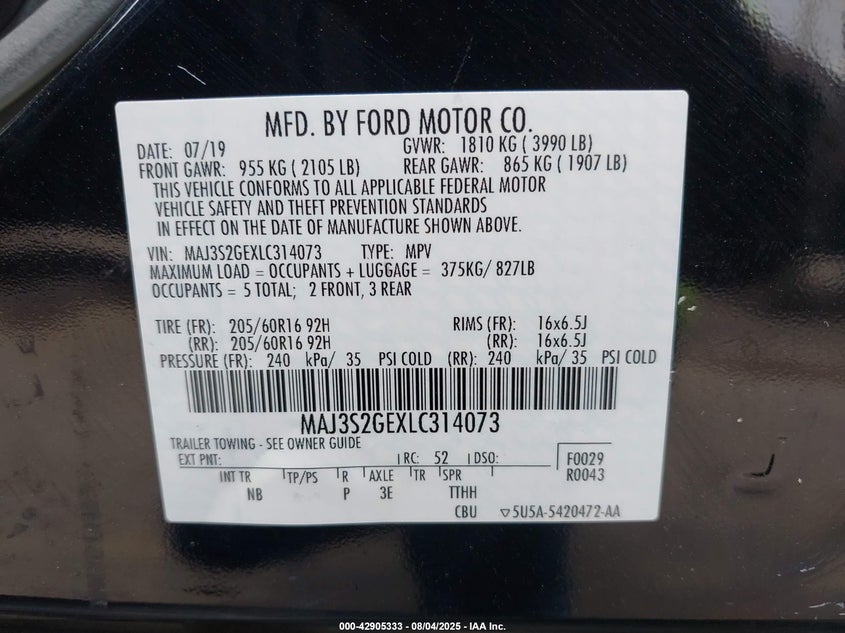 MFD. BY FORD MOTOR CO.
DATE: 07/19 GVWR: 1810 KG ( 3990 LB)
FRONT GAWR: 955 KG ( 2105 LB) REAR GAWR: 865 KG ( 1907 LB)
THIS VEHICLE CONFORMS TO ALL APPLICABLE FEDERAL MOTOR
VEHICLE SAFETY AND THEFT PREVENTION STANDARDS
IN EFFECT ON THE DATE OF MANUFACTURE SHOWN ABOVE.
VIN: MAJ3S2GEXLC314073 TYPE: MPV
MAXIMUM LOAD = OCCUPANTS + LUGGAGE = 375KG/ 827LB
OCCUPANTS = 5 TOTAL; 2 FRONT, 3 REAR
TIRE (FR): 205/60R16 92H RIMS (FR): 16x6.5J
(RR): 205/60R16 92H (RR): 16x6.5J
PRESSURE (FR): 240 kPa/ 35 PSI COLD (RR): 240 kPa/ 35 PSI COLD
MAJ3S2GEXLC314073
TRAILER TOWING - SEE OWNER GUIDE
EXT PNT: RC: 52 DSO: F0029
R0043
INT TR TP/PS R AXLE TR SPR
NB P 3E TTHH
CBU ▽5U5A-5420472-AA
000-42905333 - 08/04/2025 - IAA Inc.